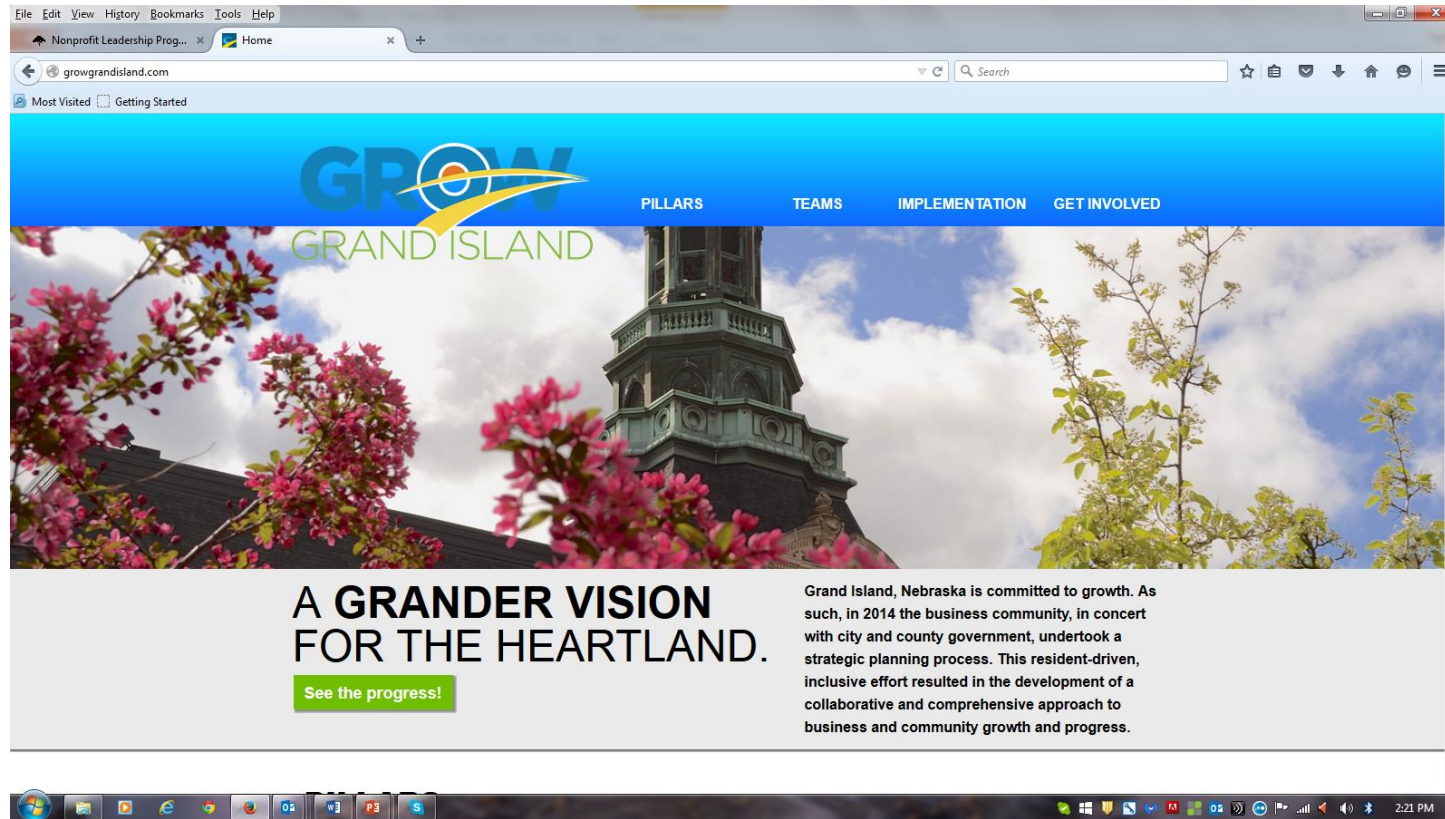 File Edit View History Bookmarks Tools Help
Nonprofit Leadership Prog...
Home
growgrandisland.com
Search
Most Visited
Getting Started
GROW
GRAND ISLAND
PILLARS
TEAMS
IMPLEMENTATION
GET INVOLVED
A GRANDER VISION
FOR THE HEARTLAND.
See the progress!
Grand Island, Nebraska is committed to growth. As
such, in 2014 the business community, in concert
with city and county government, undertook a
strategic planning process. This resident-driven,
inclusive effort resulted in the development of a
collaborative and comprehensive approach to
business and community growth and progress.
PILLARS
2:21 PM